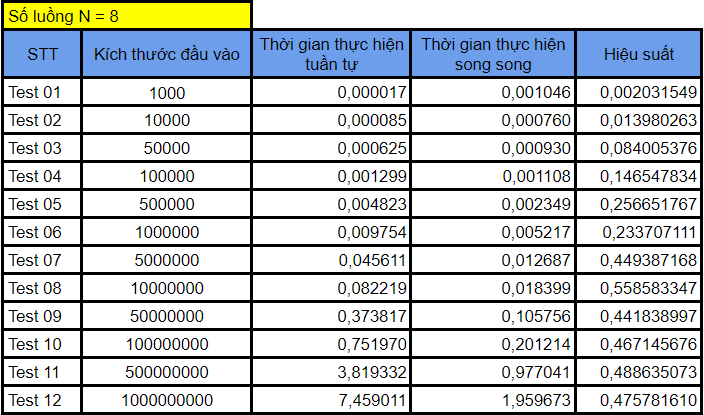 Số luồng N = 8
STT Kích thước đầu vào Thời gian thực hiện tuần tự Thời gian thực hiện song song Hiệu suất
Test 01 1000 0,000017 0,001046 0,002031549
Test 02 10000 0,000085 0,000760 0,013980263
Test 03 50000 0,000625 0,000930 0,084005376
Test 04 100000 0,001299 0,001108 0,146547834
Test 05 500000 0,004823 0,002349 0,256651767
Test 06 1000000 0,009754 0,005217 0,233707111
Test 07 5000000 0,045611 0,012687 0,449387168
Test 08 10000000 0,082219 0,018399 0,558583347
Test 09 50000000 0,373817 0,105756 0,441838997
Test 10 100000000 0,751970 0,201214 0,467145676
Test 11 500000000 3,819332 0,977041 0,488635073
Test 12 1000000000 7,459011 1,959673 0,475781610